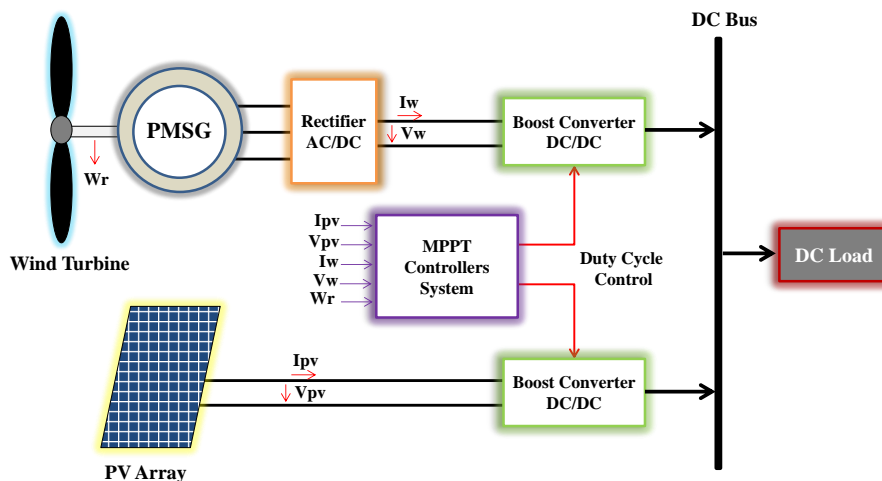 DC Bus
Iw
Rectifier
AC/DC
Vw
PMSG
Boost Converter
DC/DC
Wr
Wind Turbine
Ipv
Vpv
Iw
Vw
Wr
MPPT
Controllers
System
Duty Cycle
Control
DC Load
Ipv
Vpv
Boost Converter
DC/DC
PV Array